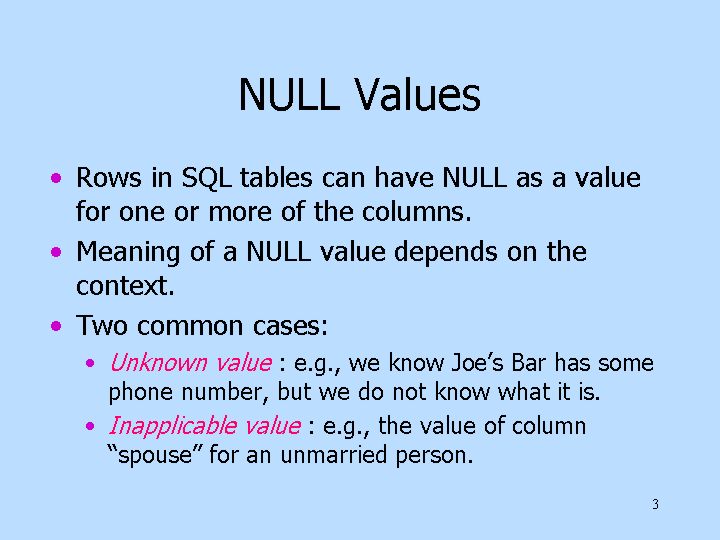 NULL Values
• Rows in SQL tables can have NULL as a value
for one or more of the columns.
• Meaning of a NULL value depends on the
context.
• Two common cases:
• Unknown value : e.g., we know Joe’s Bar has some
phone number, but we do not know what it is.
• Inapplicable value : e.g., the value of column
“spouse” for an unmarried person.
3